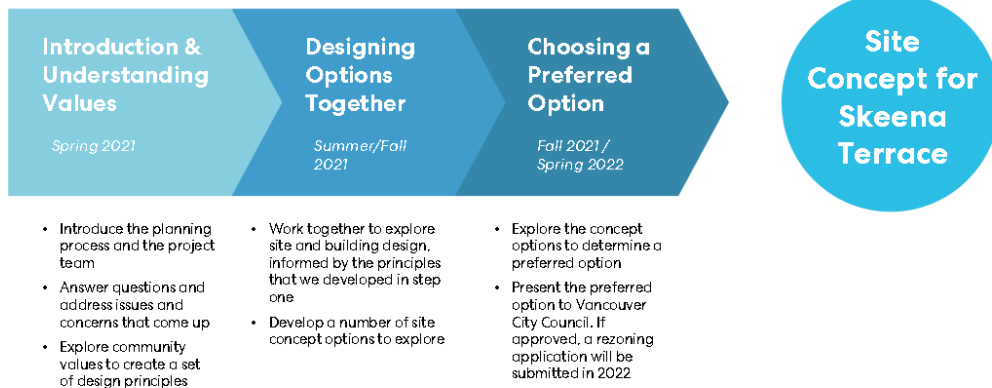 Introduction &
Understanding
Values
Spring 2021
Designing
Options
Together
Summer/Fall
2021
Choosing a
Preferred
Option
Fall 2021 /
Spring 2022
Site
Concept for
Skeena
Terrace
• Introduce the planning
process and the project
team
• Answer questions and
address issues and
concerns that come up
• Explore community
values to create a set
of design principles
• Work together to explore
site and building design,
informed by the principles
that we developed in step
one
• Develop a number of site
concept options to explore
• Explore the concept
options to determine a
preferred option
• Present the preferred
option to Vancouver
City Council. If
approved, a rezoning
application will be
submitted in 2022